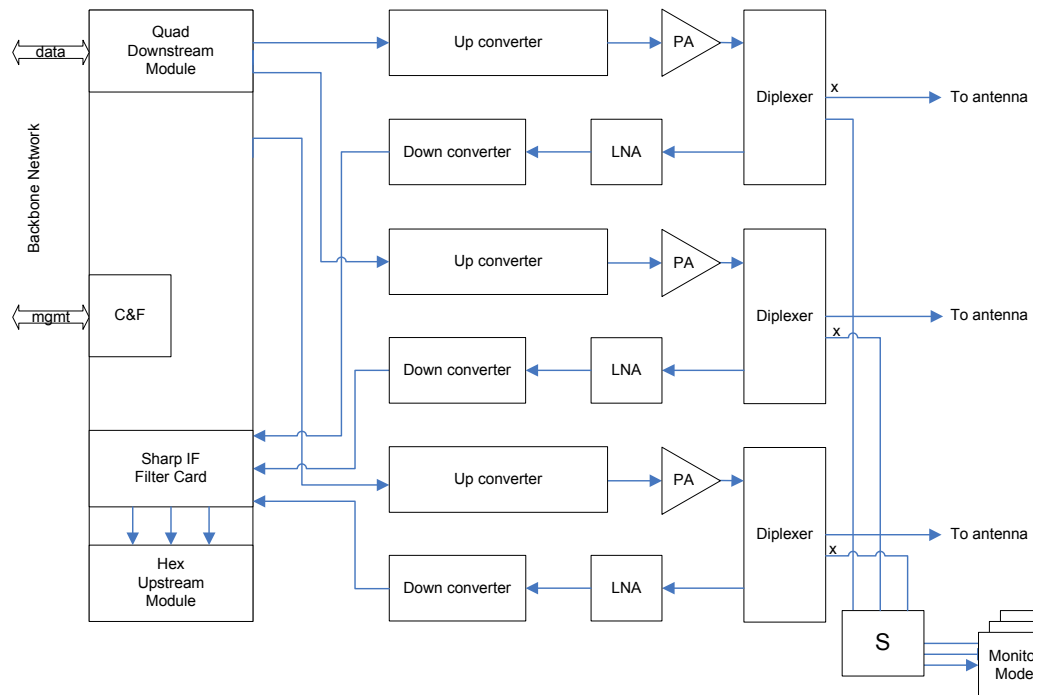 Quad
Downstream
Module
data
Backbone Network
mgmt
C&F
Sharp IF
Filter Card
Hex
Upstream
Module
Up converter
PA
Diplexer
x
To antenna
Down converter
LNA
Up converter
PA
Diplexer
To antenna
x
Down converter
LNA
Up converter
PA
Diplexer
To antenna
x
Down converter
LNA
S
Monito
Mode